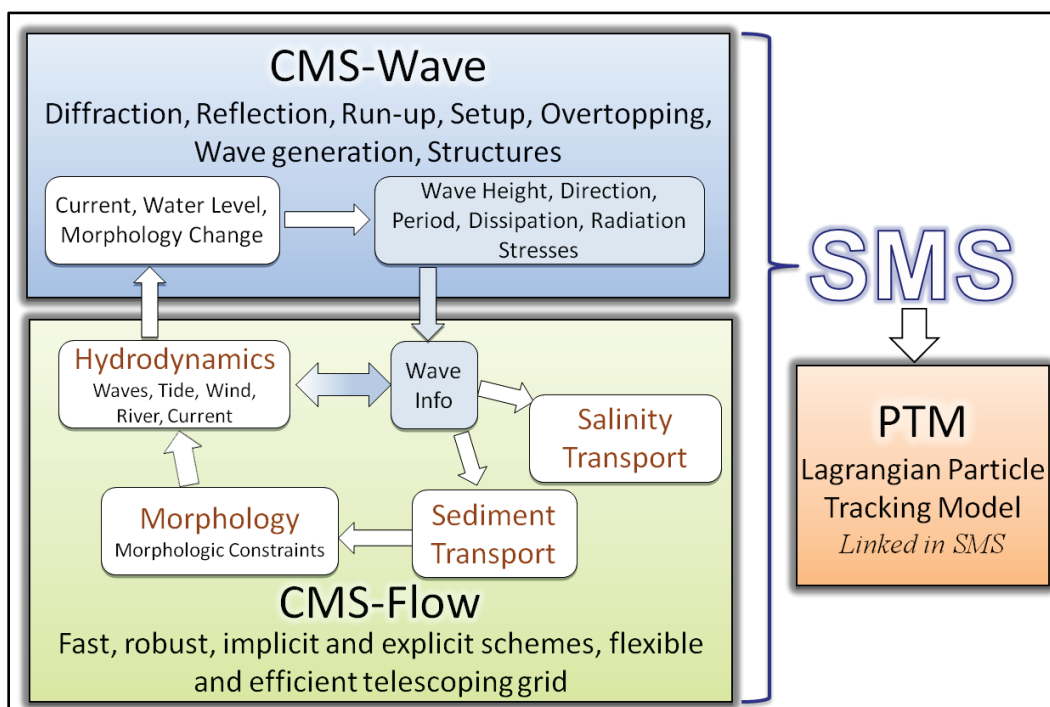 CMS-Wave
Diffraction, Reflection, Run-up, Setup, Overtopping,
Wave generation, Structures
Current, Water Level,
Morphology Change
Wave Height, Direction,
Period, Dissipation, Radiation
Stresses
Hydrodynamics
Waves, Tide, Wind,
River, Current
Wave
Info
Salinity
Transport
Morphology
Morphologic Constraints
Sediment
Transport
CMS-Flow
Fast, robust, implicit and explicit schemes, flexible
and efficient telescoping grid
SMS
PTM
Lagrangian Particle
Tracking Model
Linked in SMS